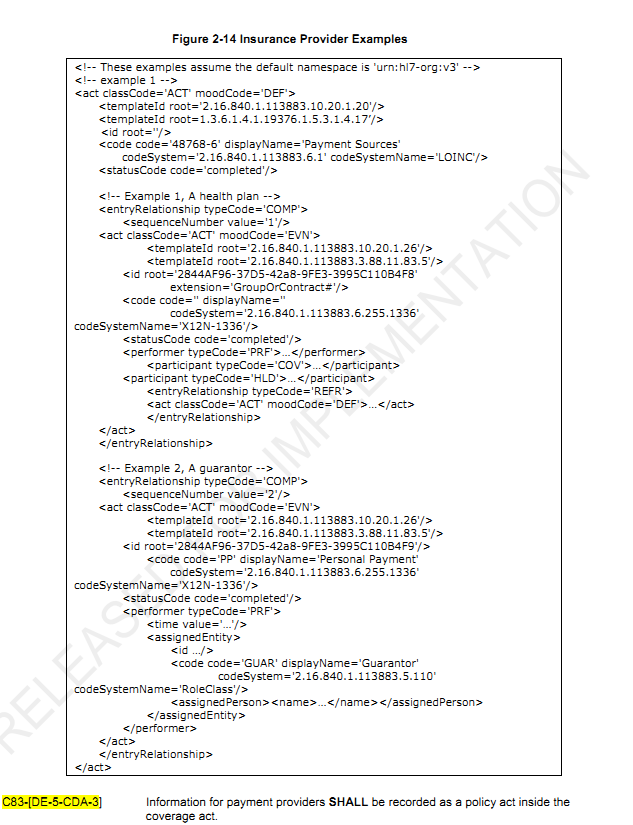 Figure 2-14 Insurance Provider Examples
<!-- These examples assume the default namespace is 'urn:hl7-org:v3' -->
<!-- example 1 -->
<act classCode='ACT' moodCode='DEF'>
<templateId root='2.16.840.1.113883.10.20.1.20'/>
<templateId root=1.3.6.1.4.1.19376.1.5.3.1.4.17'/>
<id root=''/>
<code code='48768-6' displayName='Payment Sources'
codeSystem='2.16.840.1.113883.6.1' codeSystemName='LOINC'/>
<statusCode code='completed'/>
<!-- Example 1, A health plan -->
<entryRelationship typeCode='COMP'>
<sequenceNumber value='1'/>
<act classCode='ACT' moodCode='EVN'>
<templateId root='2.16.840.1.113883.10.20.1.26'/>
<templateId root='2.16.840.1.113883.3.88.11.83.5'/>
<id root='2844AF96-37D5-42a8-9FE3-3995C110B4F8'
extension='GroupOrContract#'/>
<code code='' displayName=''
codeSystem='2.16.840.1.113883.6.255.1336'
codeSystemName='X12N-1336'/>
<statusCode code='completed'/>
<performer typeCode='PRF'>...</performer>
<participant typeCode='COV'>...</participant>
<participant typeCode='HLD'>...</participant>
<entryRelationship typeCode='REFR'>
<act classCode='ACT' moodCode='DEF'>...</act>
</entryRelationship>
</act>
</entryRelationship>
<!-- Example 2, A guarantor -->
<entryRelationship typeCode='COMP'>
<sequenceNumber value='2'/>
<act classCode='ACT' moodCode='EVN'>
<templateId root='2.16.840.1.113883.10.20.1.26'/>
<templateId root='2.16.840.1.113883.3.88.11.83.5'/>
<id root='2844AF96-37D5-42a8-9FE3-3995C110B4F9'/>
<code code='PP' displayName='Personal Payment'
codeSystem='2.16.840.1.113883.6.255.1336'
codeSystemName='X12N-1336'/>
<statusCode code='completed'/>
<performer typeCode='PRF'>
<time value='...'/>
<assignedEntity>
<id .../>
<code code='GUAR' displayName='Guarantor'
codeSystem='2.16.840.1.113883.5.110'
codeSystemName='RoleClass'/>
<assignedPerson><name>...</name></assignedPerson>
</assignedEntity>
</performer>
</act>
</entryRelationship>
</act>
C83-[DE-5-CDA-3] Information for payment providers SHALL be recorded as a policy act inside the
coverage act.
IMPLEMENTATION